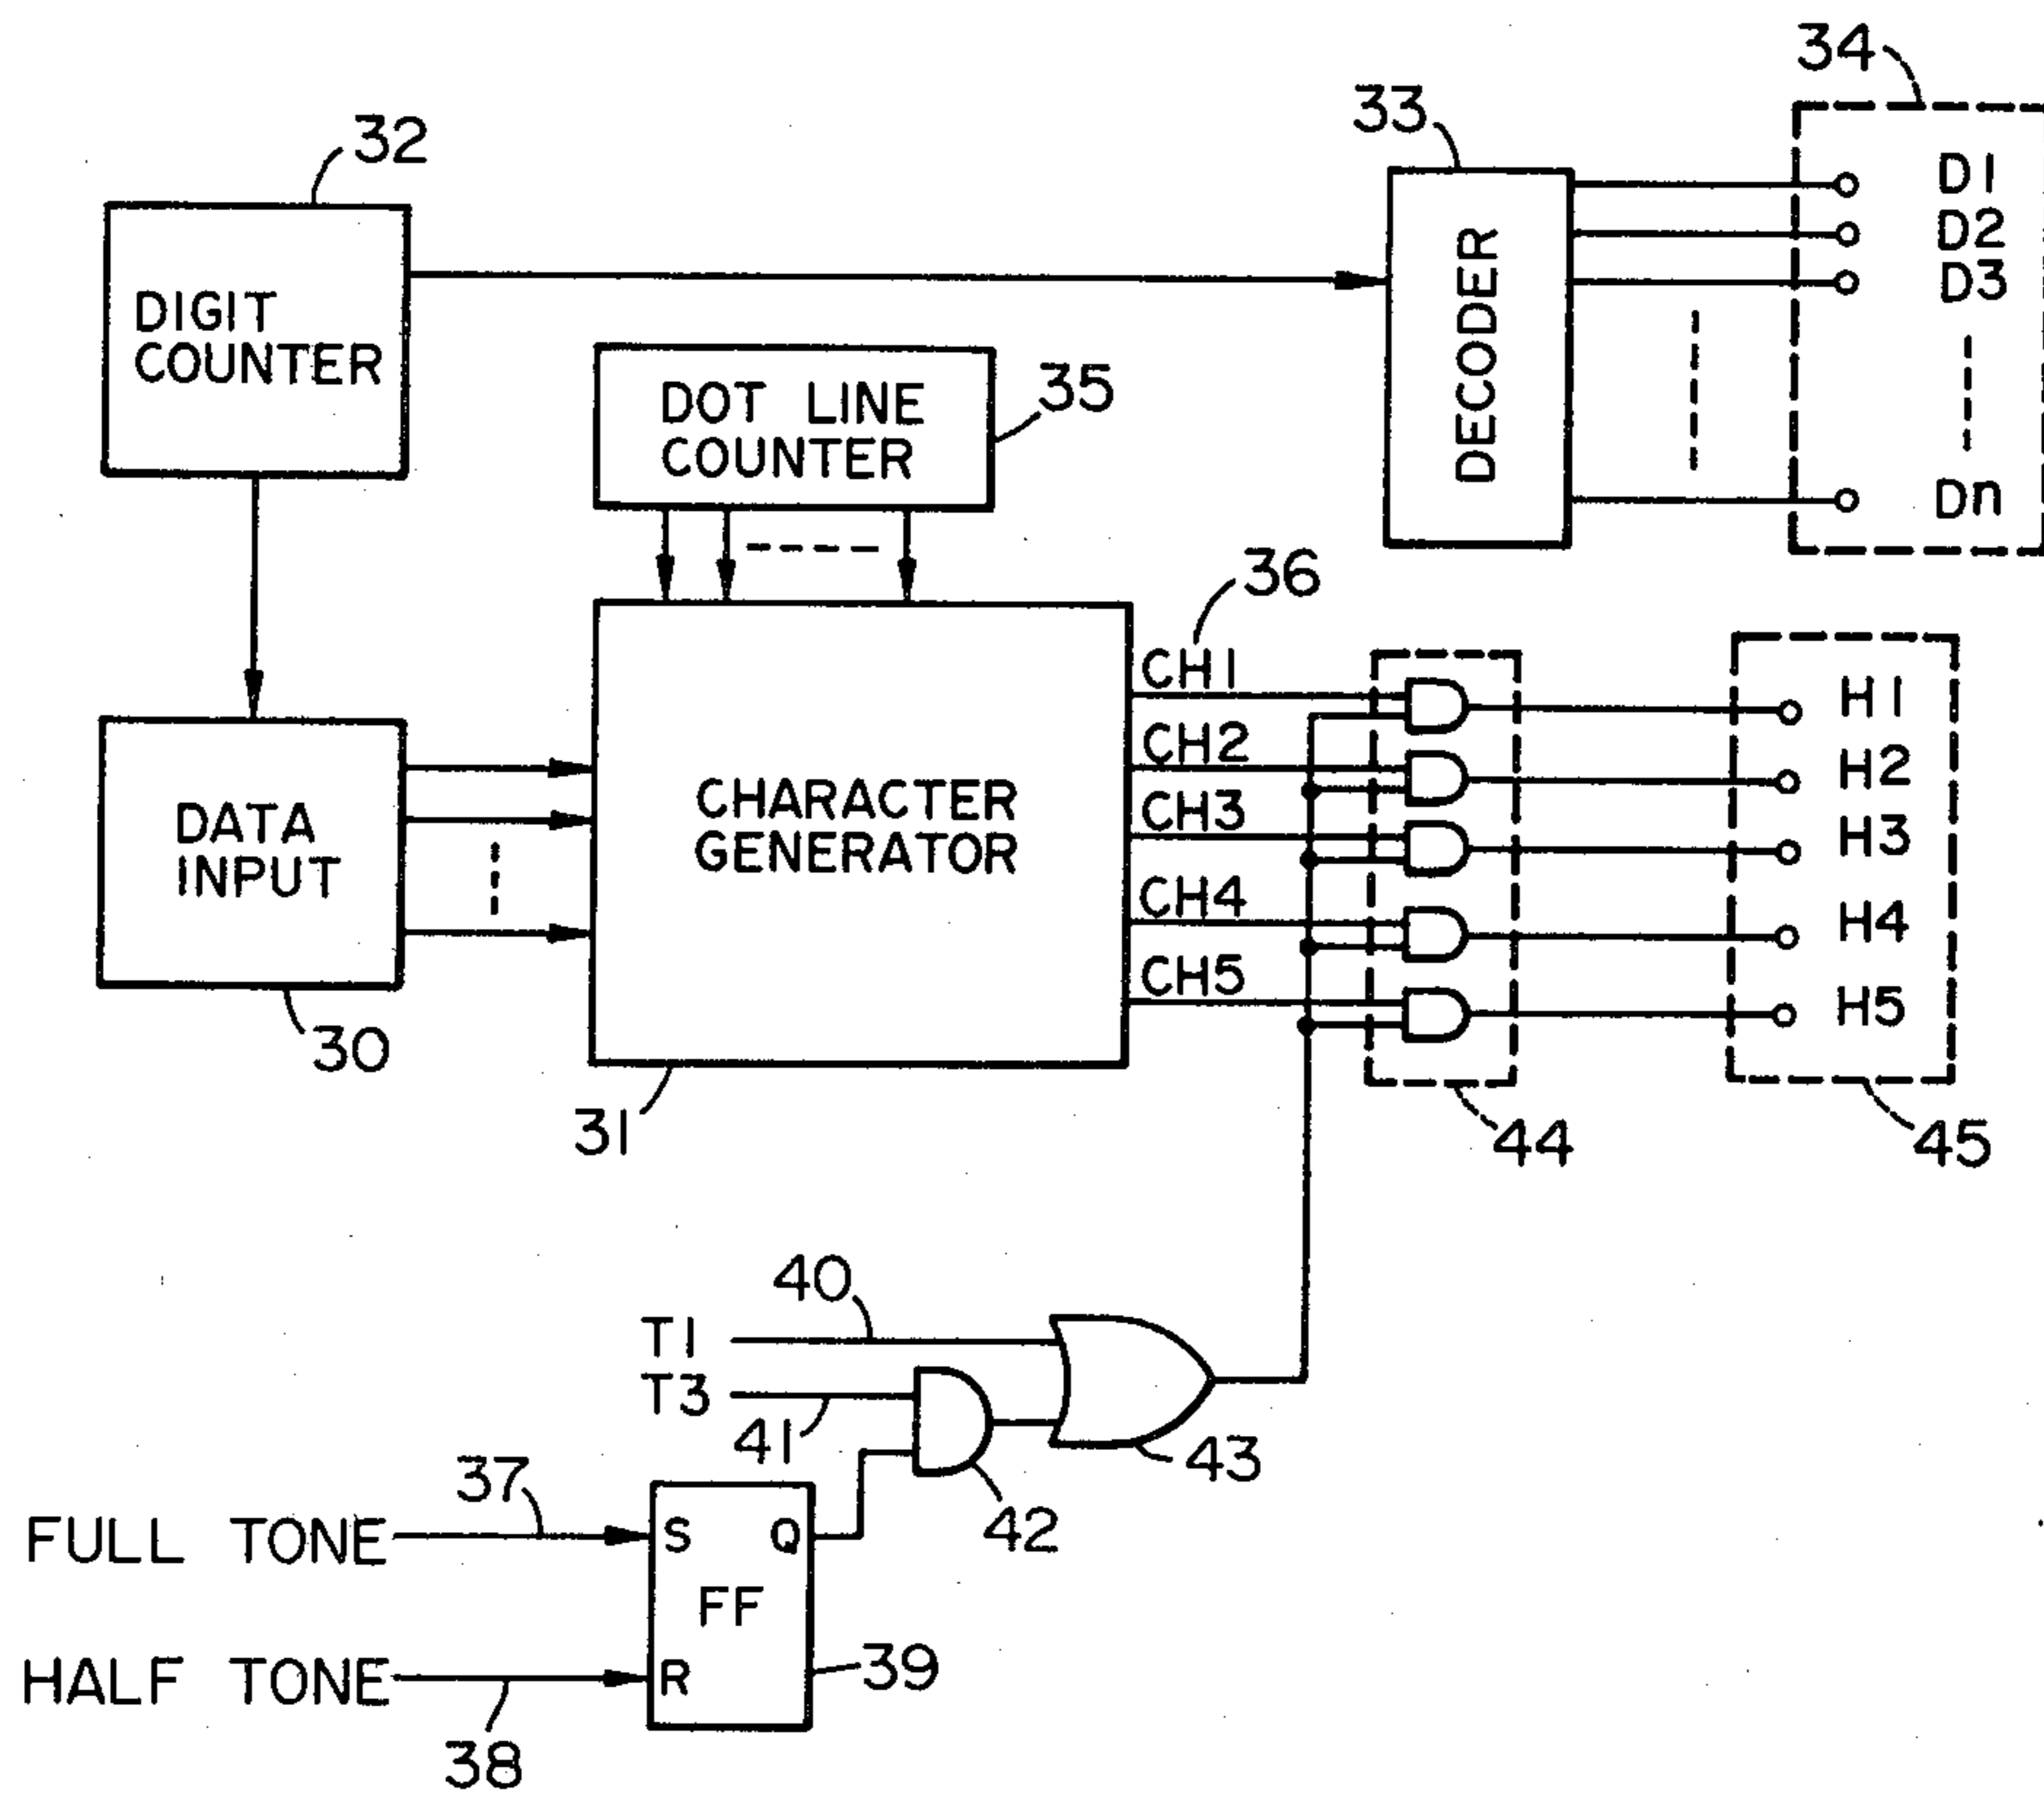 34
33
32
D1
D2
D3
Dn
DECODER
DIGIT
COUNTER
DOT LINE
COUNTER
35
36
CH1
CH2
CH3
CH4
CH5
H1
H2
H3
H4
H5
DATA
INPUT
CHARACTER
GENERATOR
30
31
44
45
40
T1
T3
41
43
42
37
FULL TONE
S
Q
FF
R
39
HALF TONE
38